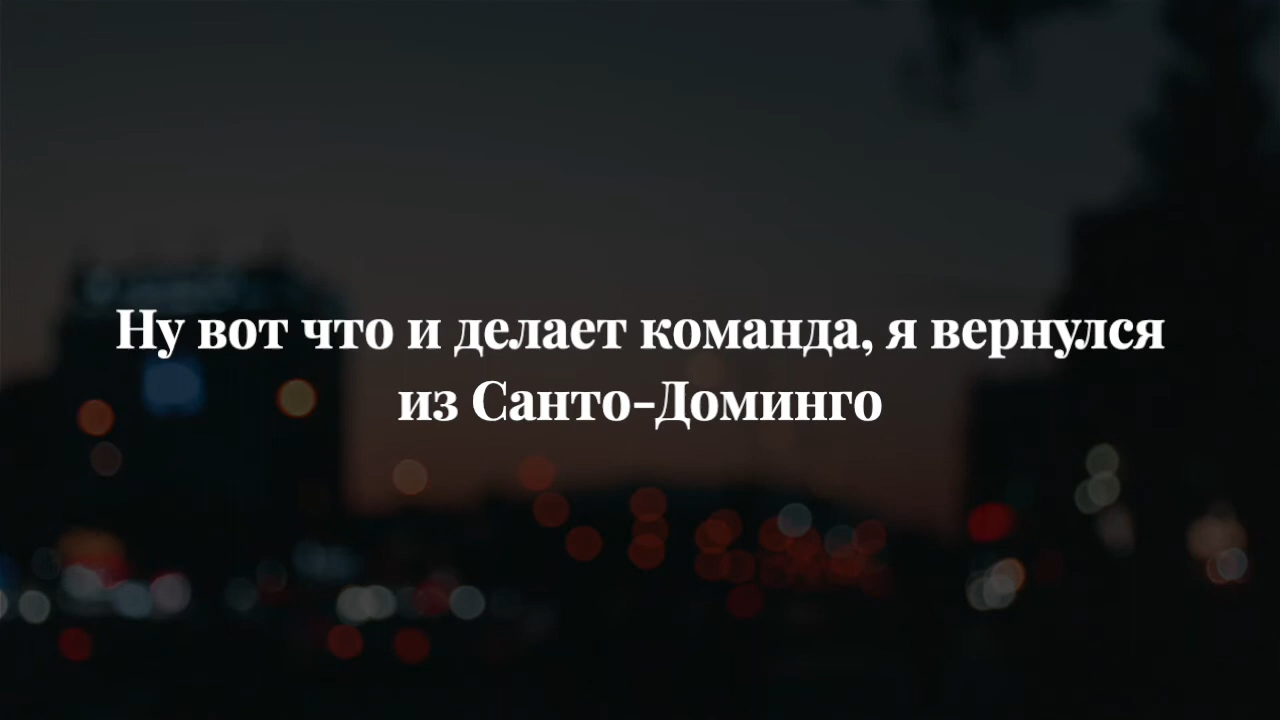 Ну вот что и делает команда, я вернулся
из Санто-Доминго